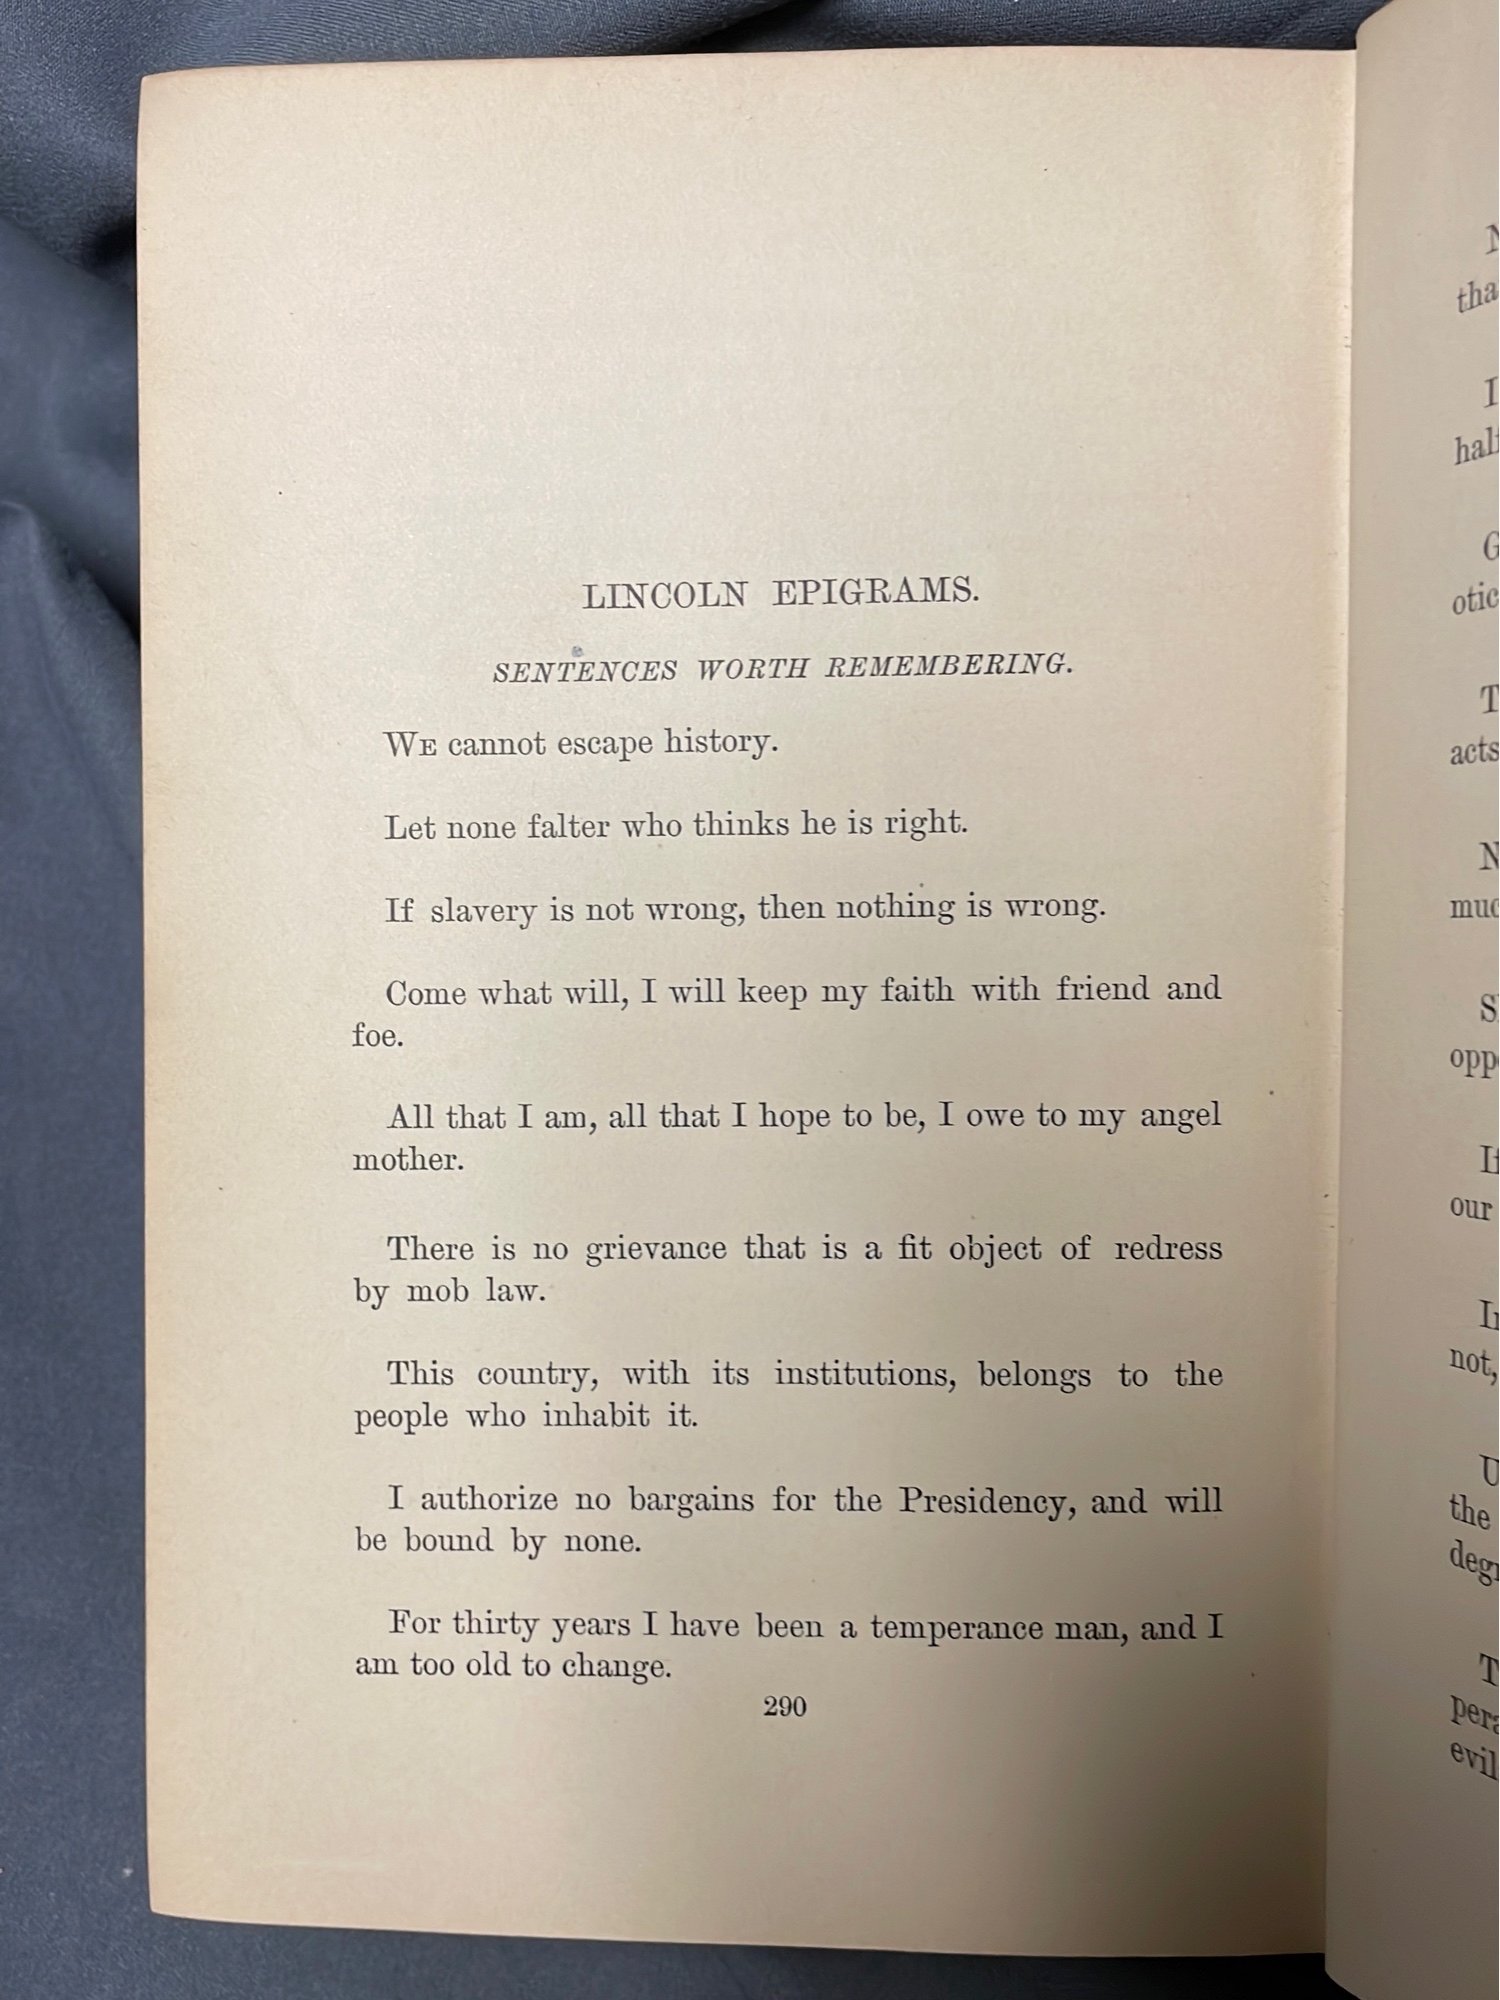 LINCOLN EPIGRAMS.
SENTENCES WORTH REMEMBERING.
WE cannot escape history.
Let none falter who thinks he is right.
If slavery is not wrong, then nothing is wrong.
Come what will, I will keep my faith with friend and
foe.
All that I am, all that I hope to be, I owe to my angel
mother.
There is no grievance that is a fit object of redress
by mob law.
This country, with its institutions, belongs to the
people who inhabit it.
I authorize no bargains for the Presidency, and will
be bound by none.
For thirty years I have been a temperance man, and I
am too old to change.
290
I
otic
acts
our
not,
the
evil